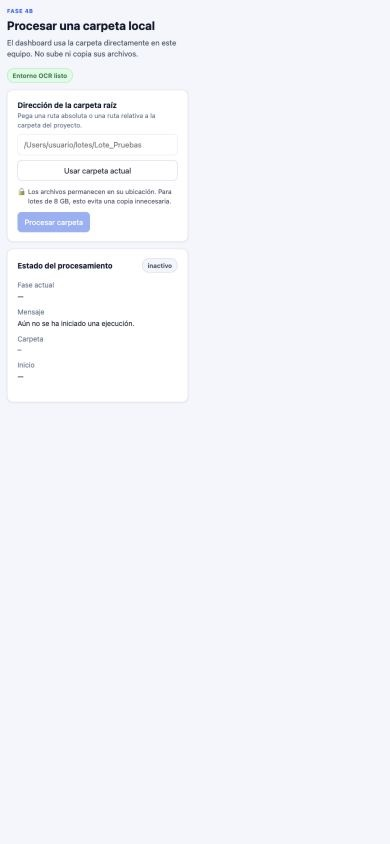 FASE 4B
Procesar una carpeta local
El dashboard usa la carpeta directamente en este
equipo. No sube ni copia sus archivos.
Entorno OCR listo
Dirección de la carpeta raíz
Pega una ruta absoluta o una ruta relativa a la
carpeta del proyecto.
/Users/usuario/lotes/Lote_Pruebas
Usar carpeta actual
🔒 Los archivos permanecen en su ubicación. Para
lotes de 8 GB, esto evita una copia innecesaria.
Procesar carpeta
Estado del procesamiento
inactivo
Fase actual
—
Mensaje
Aún no se ha iniciado una ejecución.
Carpeta
—
Inicio
—